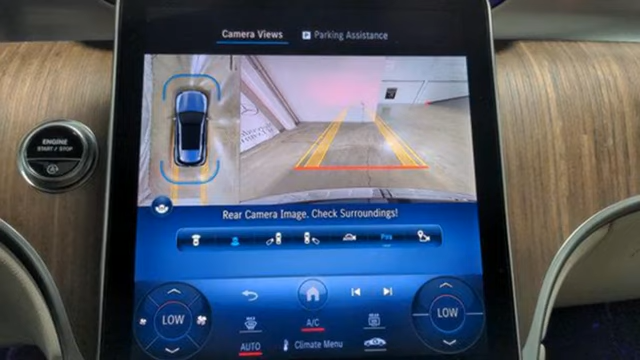 Camera Views
P Parking Assistance
ENGINE
START / STOP
Rear Camera Image. Check Surroundings!
LOW
LOW
A/C
AUTO
Climate Menu